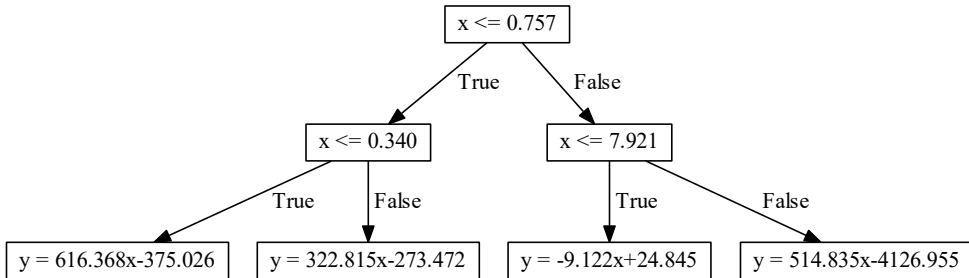 x <= 0.757
True
False
x <= 0.340
x <= 7.921
True
False
True
False
y = 616.368x-375.026
y = 322.815x-273.472
y = -9.122x+24.845
y = 514.835x-4126.955